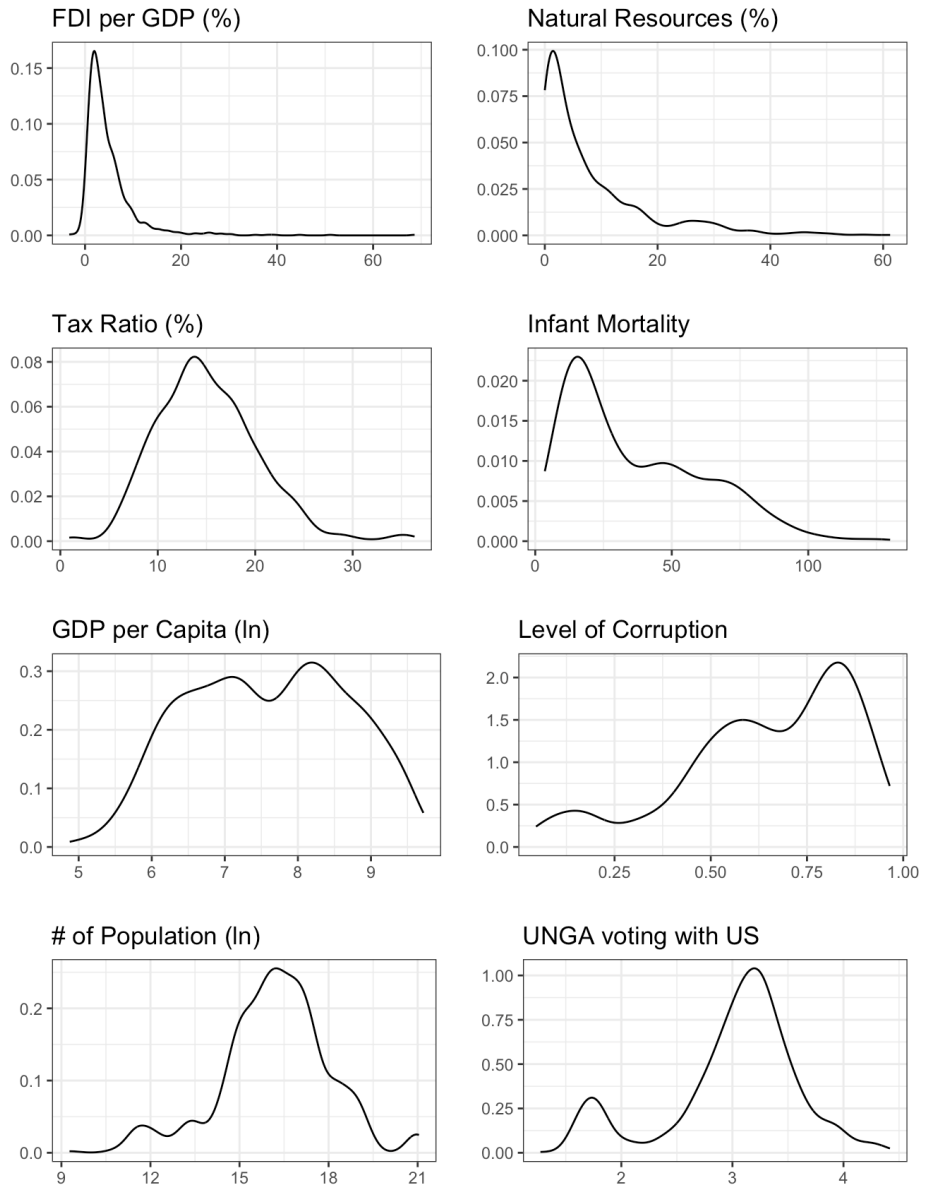 FDI per GDP (%)
0.15
0.10
0.05
0.00
0 20 40 60
Natural Resources (%)
0.100
0.075
0.050
0.025
0.000
0 20 40 60
Tax Ratio (%)
0.08
0.06
0.04
0.02
0.00
0 10 20 30
Infant Mortality
0.020
0.015
0.010
0.005
0.000
0 50 100
GDP per Capita (ln)
0.3
0.2
0.1
0.0
5 6 7 8 9
Level of Corruption
2.0
1.5
1.0
0.5
0.0
0.25 0.50 0.75 1.00
# of Population (ln)
0.2
0.1
0.0
9 12 15 18 21
UNGA voting with US
1.00
0.75
0.50
0.25
0.00
2 3 4